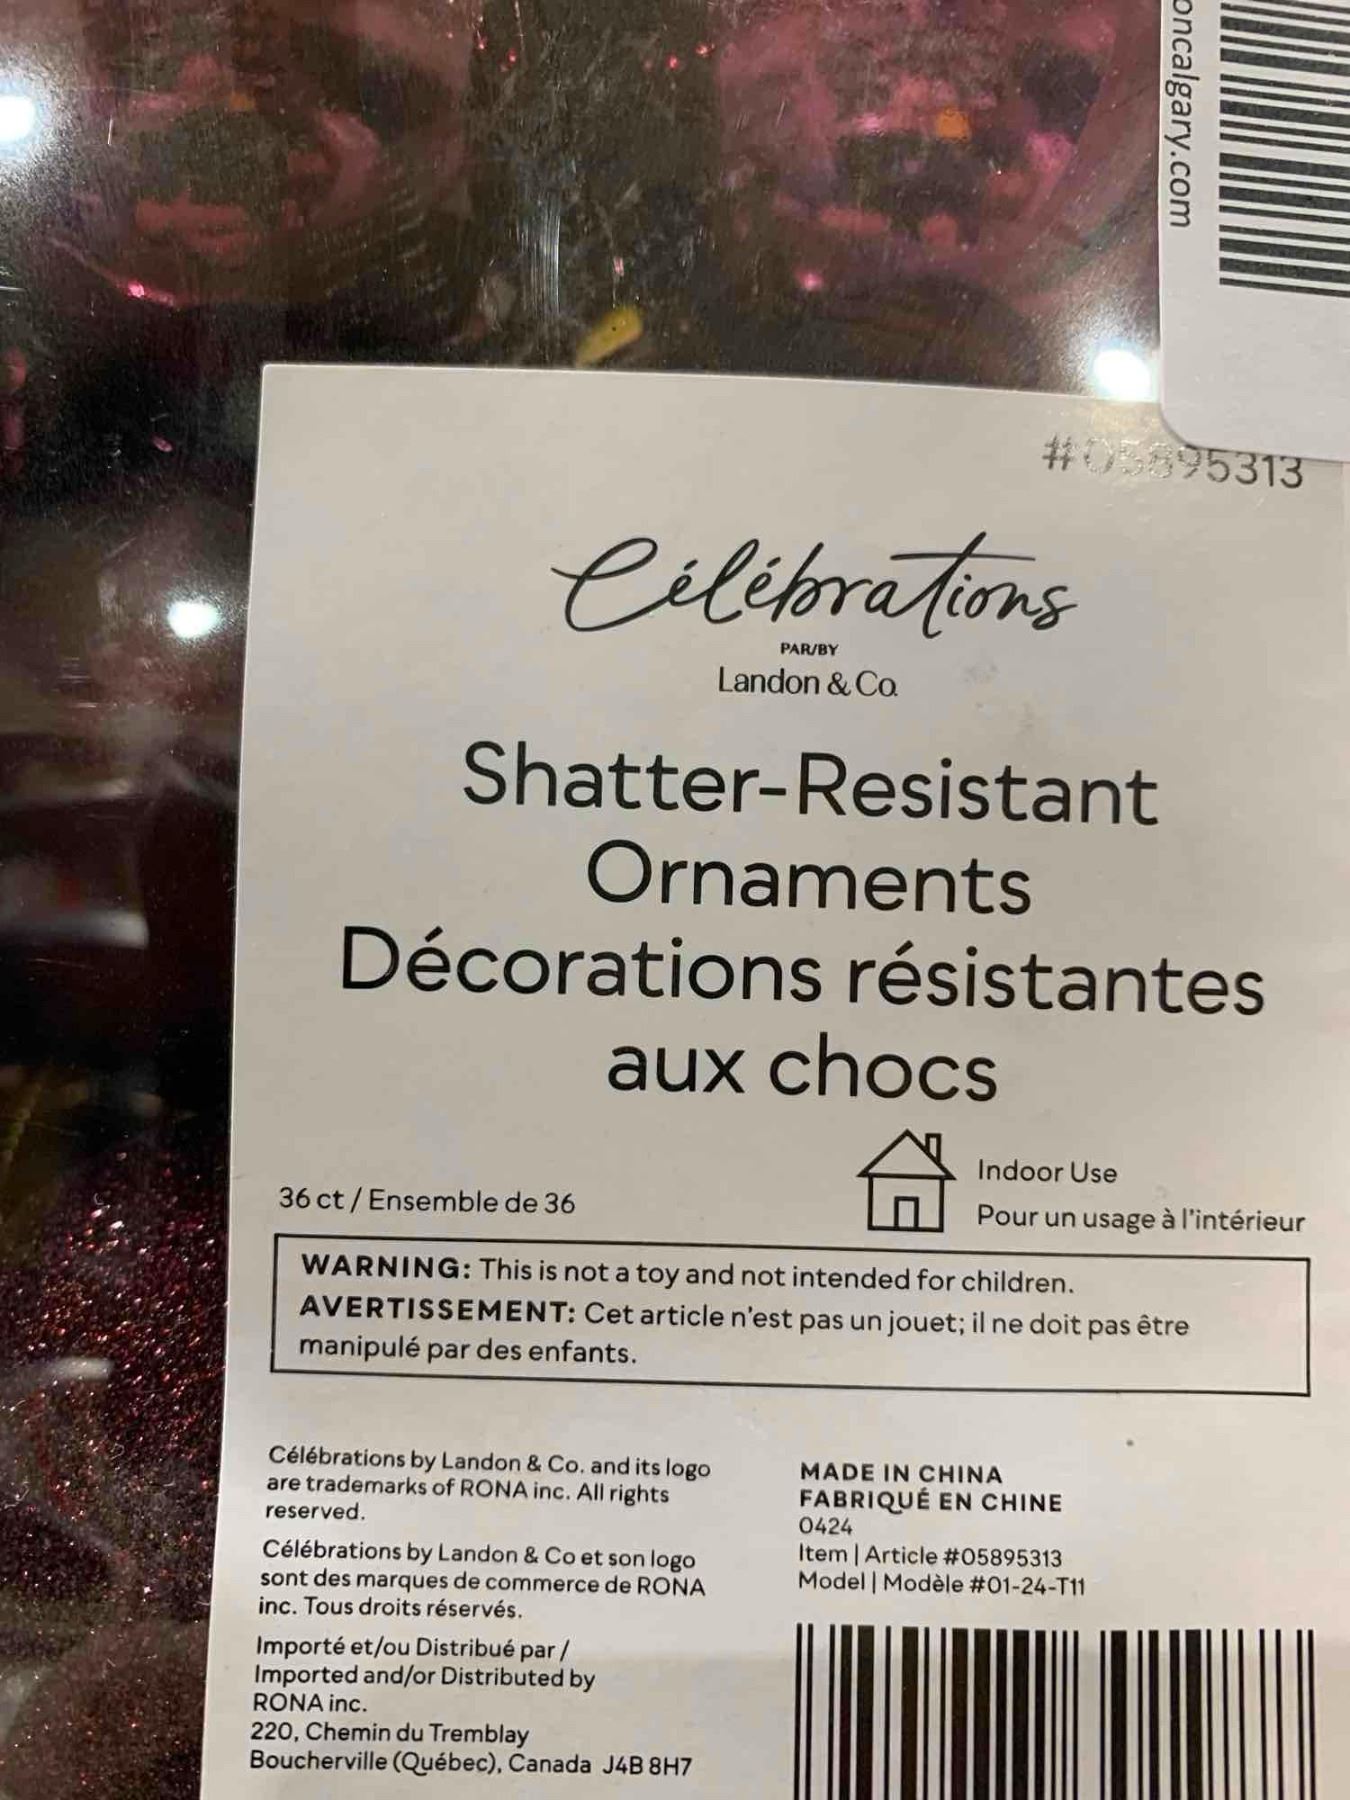 oncalgary.com
#05895313
Célébrations
PAR/BY
Landon & Co.
Shatter-Resistant
Ornaments
Décorations résistantes
aux chocs
Indoor Use
Pour un usage à l'intérieur
36 ct / Ensemble de 36
WARNING: This is not a toy and not intended for children.
AVERTISSEMENT: Cet article n'est pas un jouet; il ne doit pas être
manipulé par des enfants.
Célébrations by Landon & Co. and its logo
are trademarks of RONA inc. All rights
reserved.
Célébrations by Landon & Co et son logo
sont des marques de commerce de RONA
inc. Tous droits réservés.
Importé et/ou Distribué par /
Imported and/or Distributed by
RONA inc.
220, Chemin du Tremblay
Boucherville (Québec), Canada J4B 8H7
MADE IN CHINA
FABRIQUÉ EN CHINE
0424
Item | Article #05895313
Model | Modèle #01-24-T11